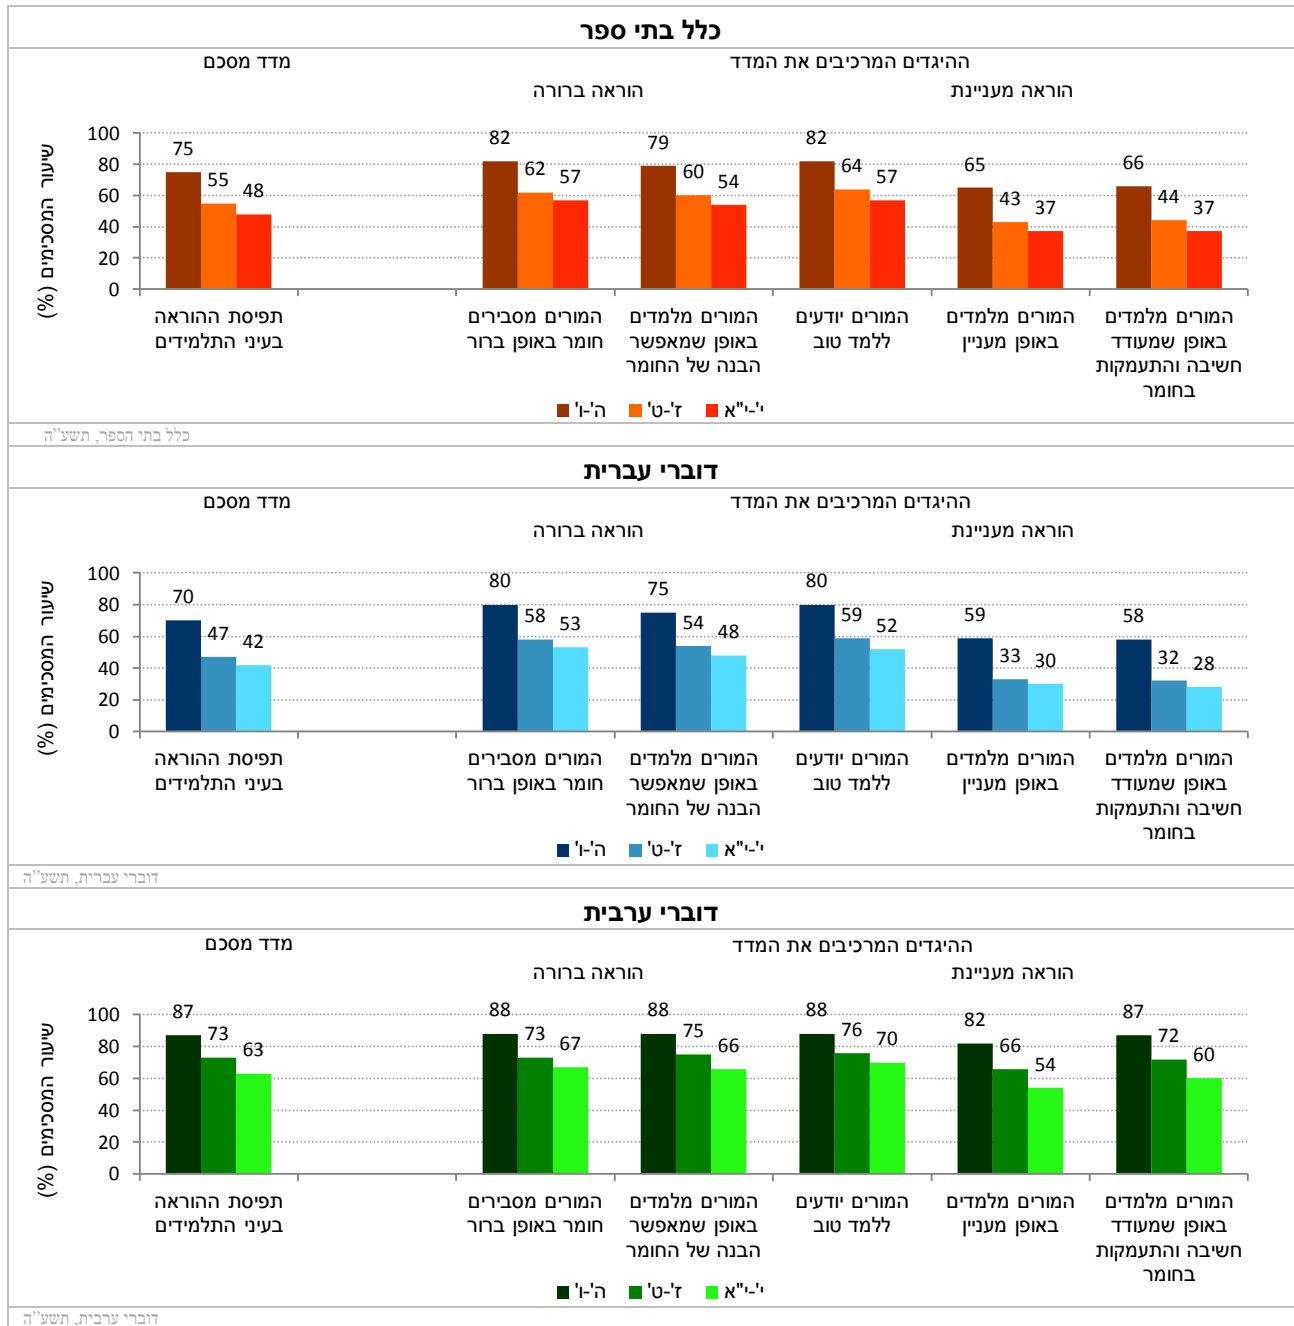 כלל בתי ספר
מדד מסכם
ההיגדים המרכיבים את המדד
הוראה ברורה
הוראה מעניינת
שיעור המסכימים (%)
100
80
60
40
20
0
75
55
48
82
62
57
79
60
54
82
64
57
65
43
37
66
44
37
תפיסת ההוראה
בעיני התלמידים
המורים מסבירים
חומר באופן ברור
המורים מלמדים
באופן שמאפשר
הבנה של החומר
המורים יודעים
ללמד טוב
המורים מלמדים
באופן מעניין
המורים מלמדים
באופן שמעודד
חשיבה והתעמקות
בחומר
ה'-ו'
ז'-ט'
י'-י"א
כלל בתי הספר, תשע"ה
דוברי עברית
מדד מסכם
ההיגדים המרכיבים את המדד
הוראה ברורה
הוראה מעניינת
שיעור המסכימים (%)
100
80
60
40
20
0
70
47
42
80
58
53
75
54
48
80
59
52
59
33
30
58
32
28
תפיסת ההוראה
בעיני התלמידים
המורים מסבירים
חומר באופן ברור
המורים מלמדים
באופן שמאפשר
הבנה של החומר
המורים יודעים
ללמד טוב
המורים מלמדים
באופן מעניין
המורים מלמדים
באופן שמעודד
חשיבה והתעמקות
בחומר
ה'-ו'
ז'-ט'
י'-י"א
דוברי עברית, תשע"ה
דוברי ערבית
מדד מסכם
ההיגדים המרכיבים את המדד
הוראה ברורה
הוראה מעניינת
שיעור המסכימים (%)
100
80
60
40
20
0
87
73
63
88
73
67
88
75
66
88
76
70
82
66
54
87
72
60
תפיסת ההוראה
בעיני התלמידים
המורים מסבירים
חומר באופן ברור
המורים מלמדים
באופן שמאפשר
הבנה של החומר
המורים יודעים
ללמד טוב
המורים מלמדים
באופן מעניין
המורים מלמדים
באופן שמעודד
חשיבה והתעמקות
בחומר
ה'-ו'
ז'-ט'
י'-י"א
דוברי ערבית, תשע"ה